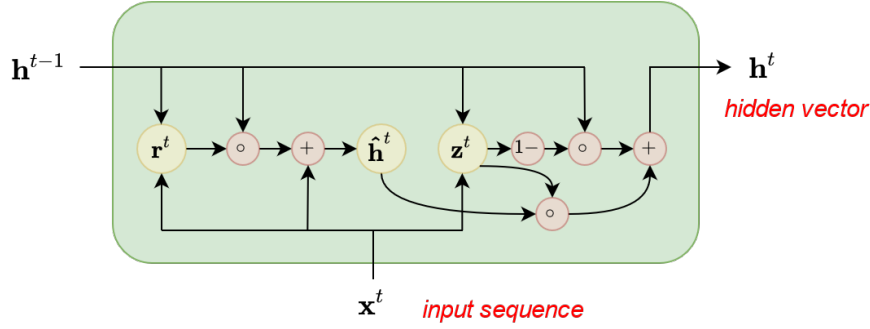 h^{t-1}
h^t
hidden vector
r^t
∘
+
ĥ^t
z^t
1−
∘
+
∘
x^t
input sequence